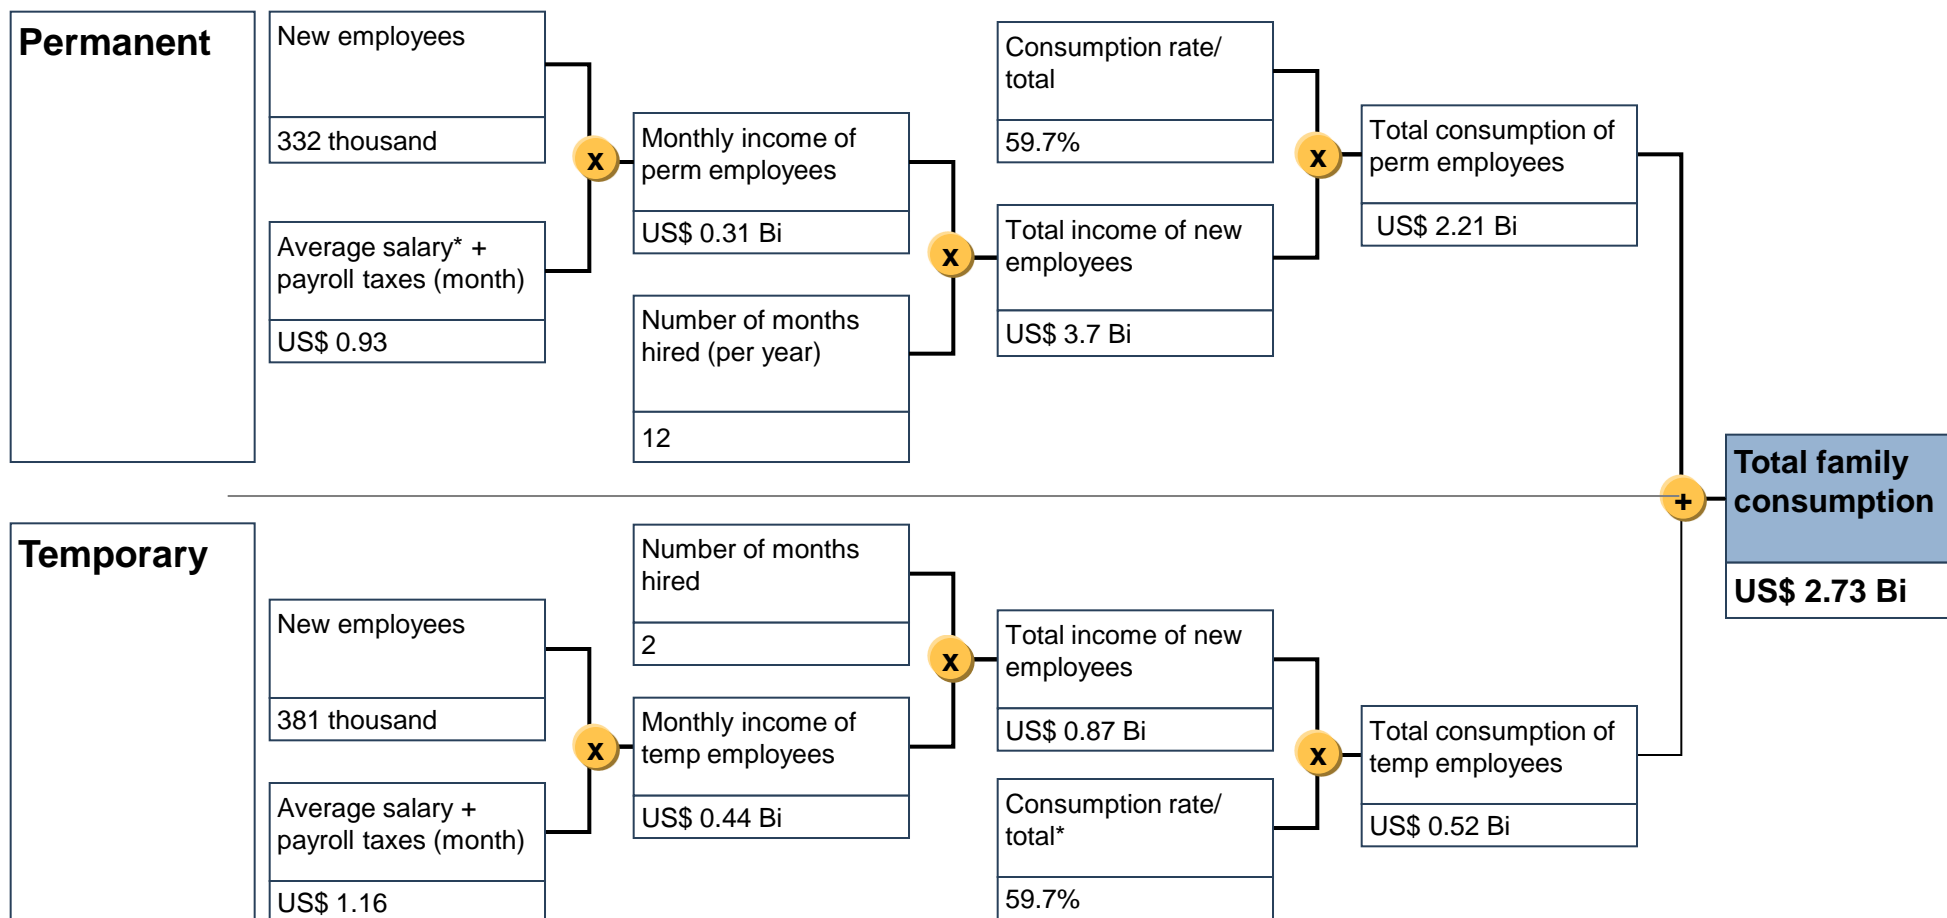 Permanent
New employees
332 thousand
Average salary* +
payroll taxes (month)
US$ 0.93
x
Monthly income of
perm employees
US$ 0.31 Bi
Number of months
hired (per year)
12
x
Consumption rate/
total
59.7%
Total income of new
employees
US$ 3.7 Bi
x
Total consumption of
perm employees
US$ 2.21 Bi
Temporary
New employees
381 thousand
Average salary +
payroll taxes (month)
US$ 1.16
x
Number of months
hired
2
Monthly income of
temp employees
US$ 0.44 Bi
x
Total income of new
employees
US$ 0.87 Bi
Consumption rate/
total*
59.7%
x
Total consumption of
temp employees
US$ 0.52 Bi
+
Total family
consumption
US$ 2.73 Bi